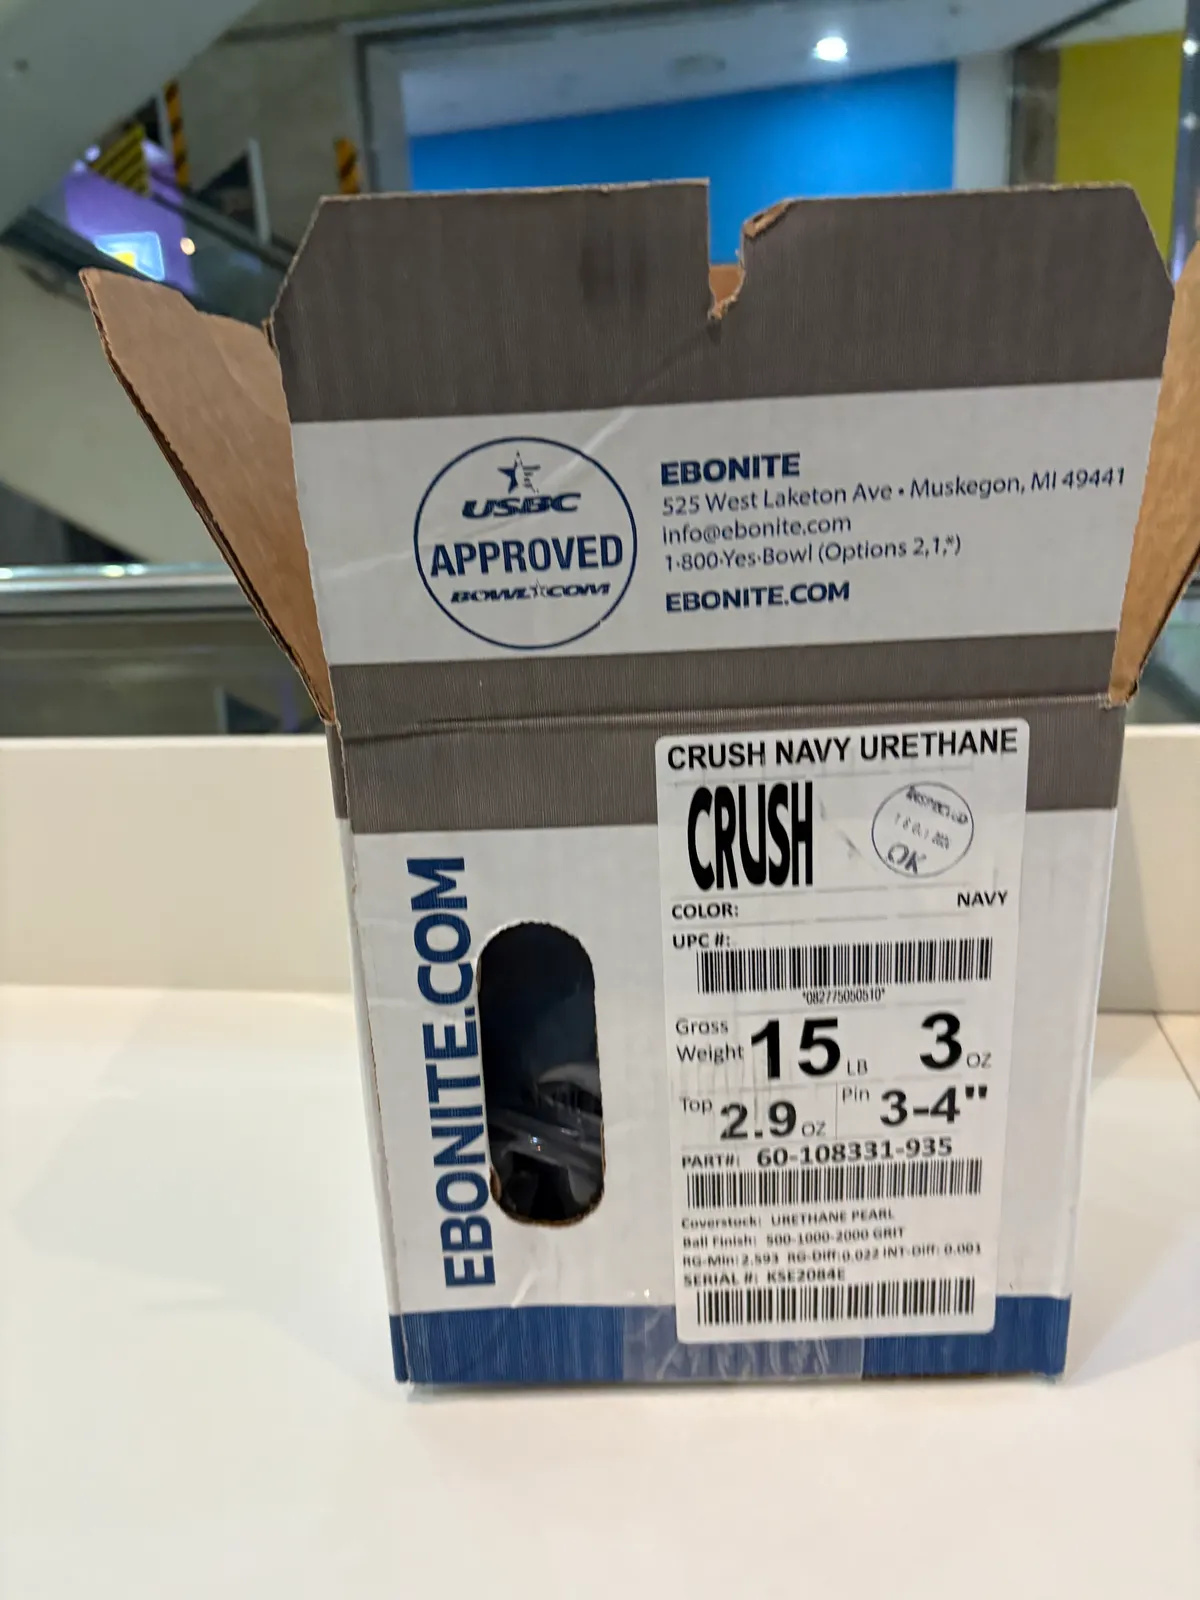 USBC
APPROVED
BOWL COM
EBONITE
525 West Laketon Ave • Muskegon, MI 49441
info@ebonite.com
1-800-Yes-Bowl (Options 2,1,*)
EBONITE.COM
EBONITE.COM
CRUSH NAVY URETHANE
CRUSH
INSPECTED
OK
COLOR: NAVY
UPC #:
*082775050510*
Gross Weight 15 LB 3 OZ
Top 2.9 OZ Pin 3-4"
PART#: 60-108331-935
Coverstock: URETHANE PEARL
Ball Finish: 500-1000-2000 GRIT
RG-Min: 2.593 RG-Diff: 0.022 INT-Diff: 0.001
SERIAL #: KSE2084E